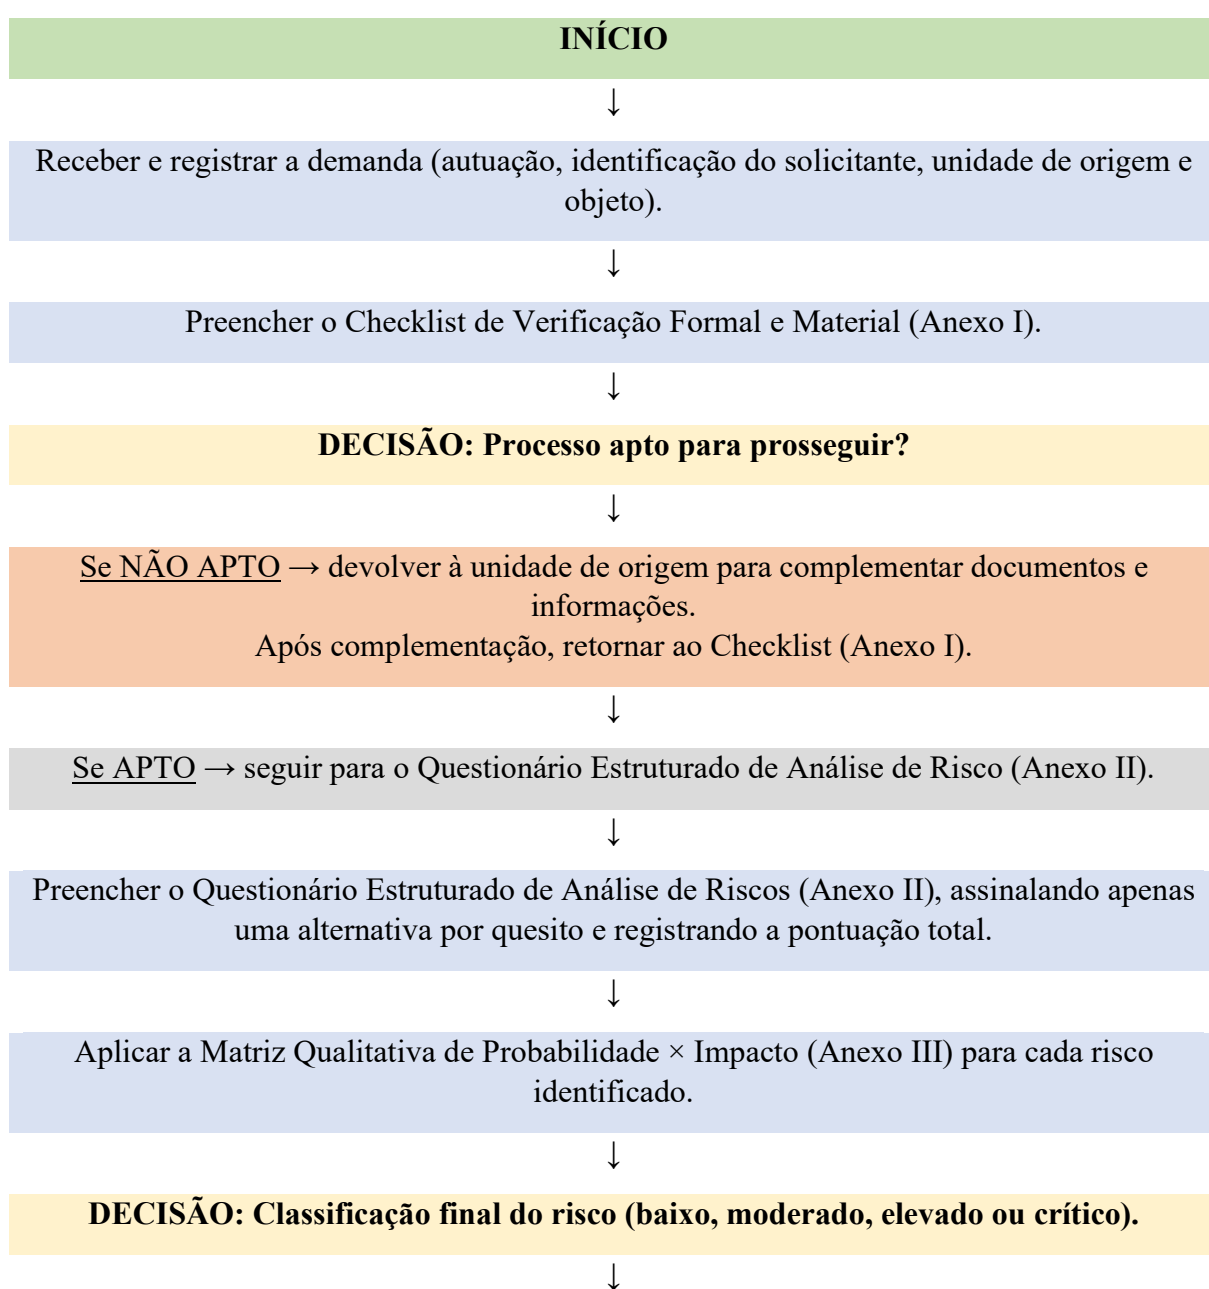 INÍCIO
↓
Receber e registrar a demanda (autuação, identificação do solicitante, unidade de origem e
objeto).
↓
Preencher o Checklist de Verificação Formal e Material (Anexo I).
↓
DECISÃO: Processo apto para prosseguir?
↓
Se NÃO APTO → devolver à unidade de origem para complementar documentos e
informações.
Após complementação, retornar ao Checklist (Anexo I).
↓
Se APTO → seguir para o Questionário Estruturado de Análise de Risco (Anexo II).
↓
Preencher o Questionário Estruturado de Análise de Riscos (Anexo II), assinalando apenas
uma alternativa por quesito e registrando a pontuação total.
↓
Aplicar a Matriz Qualitativa de Probabilidade × Impacto (Anexo III) para cada risco
identificado.
↓
DECISÃO: Classificação final do risco (baixo, moderado, elevado ou crítico).
↓